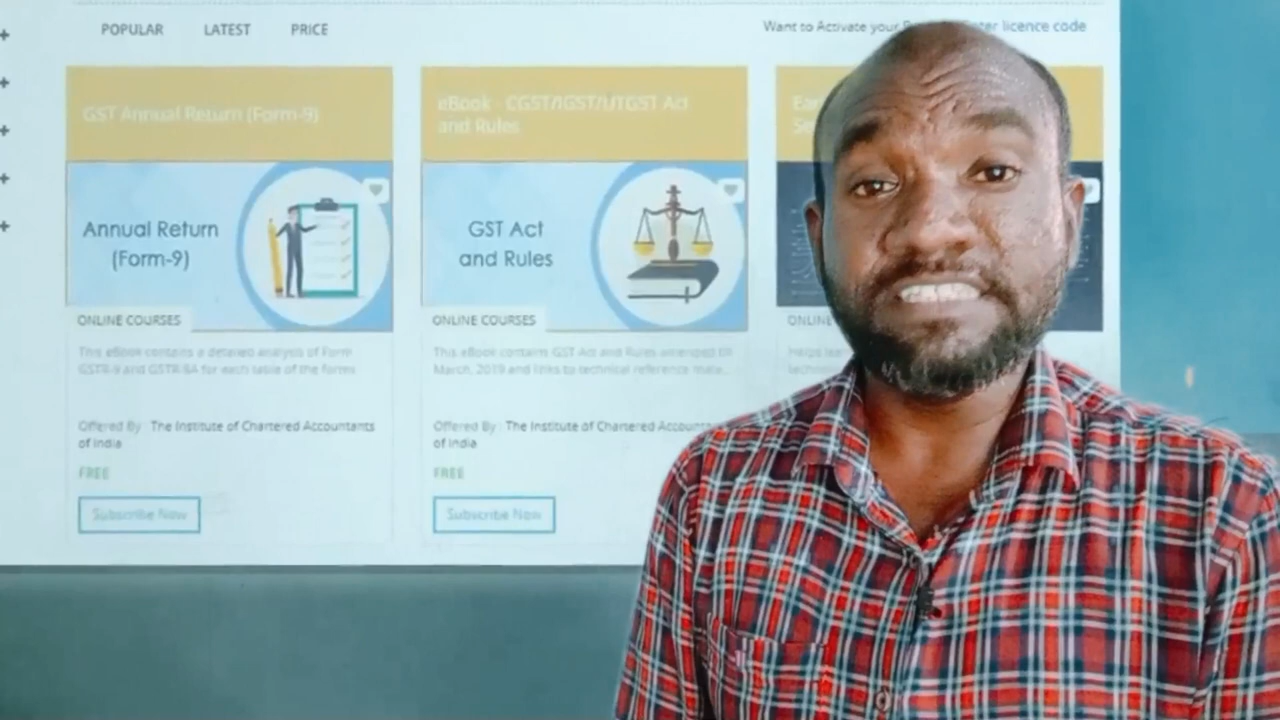 POPULAR LATEST PRICE
Want to Activate your
licence code
GST Annual Return (Form-9)
eBook - CGST/IGST/UTGST Act
and Rules
Annual Return
(Form-9)
GST Act
and Rules
ONLINE COURSES
ONLINE COURSES
This eBook contains a detailed analysis of Form
GSTR-9 and GSTR-9A for each table of the forms
This eBook contains GST Act and Rules amended till
March, 2019 and links to technical reference
Offered By : The Institute of Chartered Accountants
of India
Offered By : The Institute of Chartered
of India
FREE
FREE
Subscribe Now
Subscribe Now